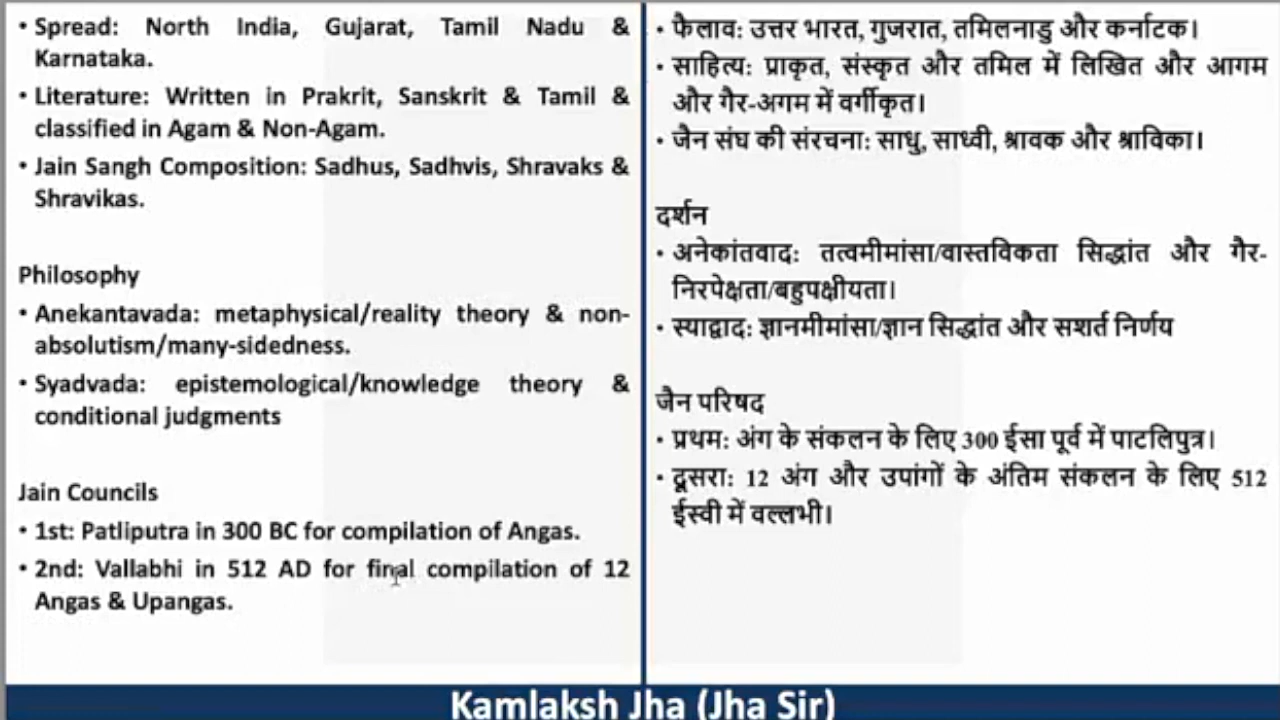 • Spread: North India, Gujarat, Tamil Nadu &
Karnataka.
• Literature: Written in Prakrit, Sanskrit & Tamil &
classified in Agam & Non-Agam.
• Jain Sangh Composition: Sadhus, Sadhvis, Shravaks &
Shravikas.
Philosophy
• Anekantavada: metaphysical/reality theory & non-
absolutism/many-sidedness.
• Syadvada: epistemological/knowledge theory &
conditional judgments
Jain Councils
• 1st: Patliputra in 300 BC for compilation of Angas.
• 2nd: Vallabhi in 512 AD for final compilation of 12
Angas & Upangas.
• फैलाव: उत्तर भारत, गुजरात, तमिलनाडु और कर्नाटक।
• साहित्य: प्राकृत, संस्कृत और तमिल में लिखित और आगम
और गैर-अगम में वर्गीकृत।
• जैन संघ की संरचना: साधु, साध्वी, श्रावक और श्राविका।
दर्शन
• अनेकांतवाद: तत्वमीमांसा/वास्तविकता सिद्धांत और गैर-
निरपेक्षता/बहुपक्षीयता।
• स्याद्वाद: ज्ञानमीमांसा/ज्ञान सिद्धांत और सशर्त निर्णय
जैन परिषद
• प्रथम: अंग के संकलन के लिए 300 ईसा पूर्व में पाटलिपुत्र।
• दूसरा: 12 अंग और उपांगों के अंतिम संकलन के लिए 512
ईस्वी में वल्लभी।
Kamlaksh Jha (Jha Sir)